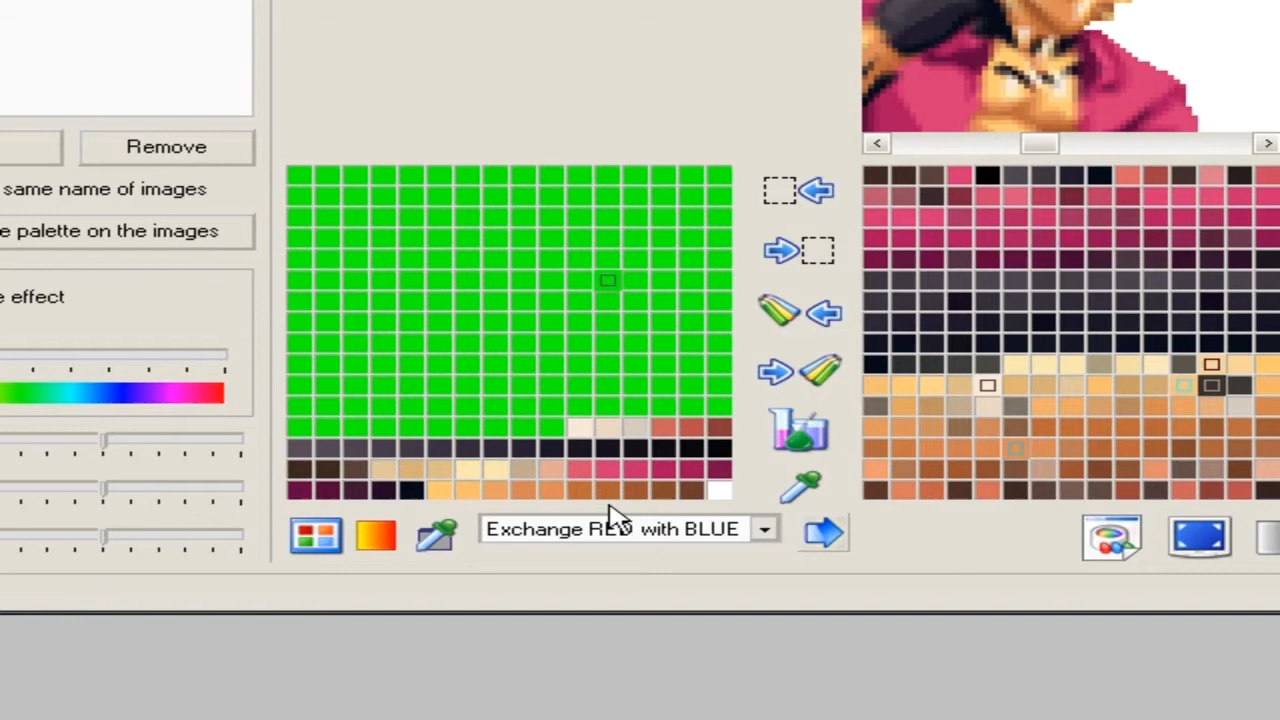 Remove
same name of images
e palette on the images
e effect
Exchange RED with BLUE